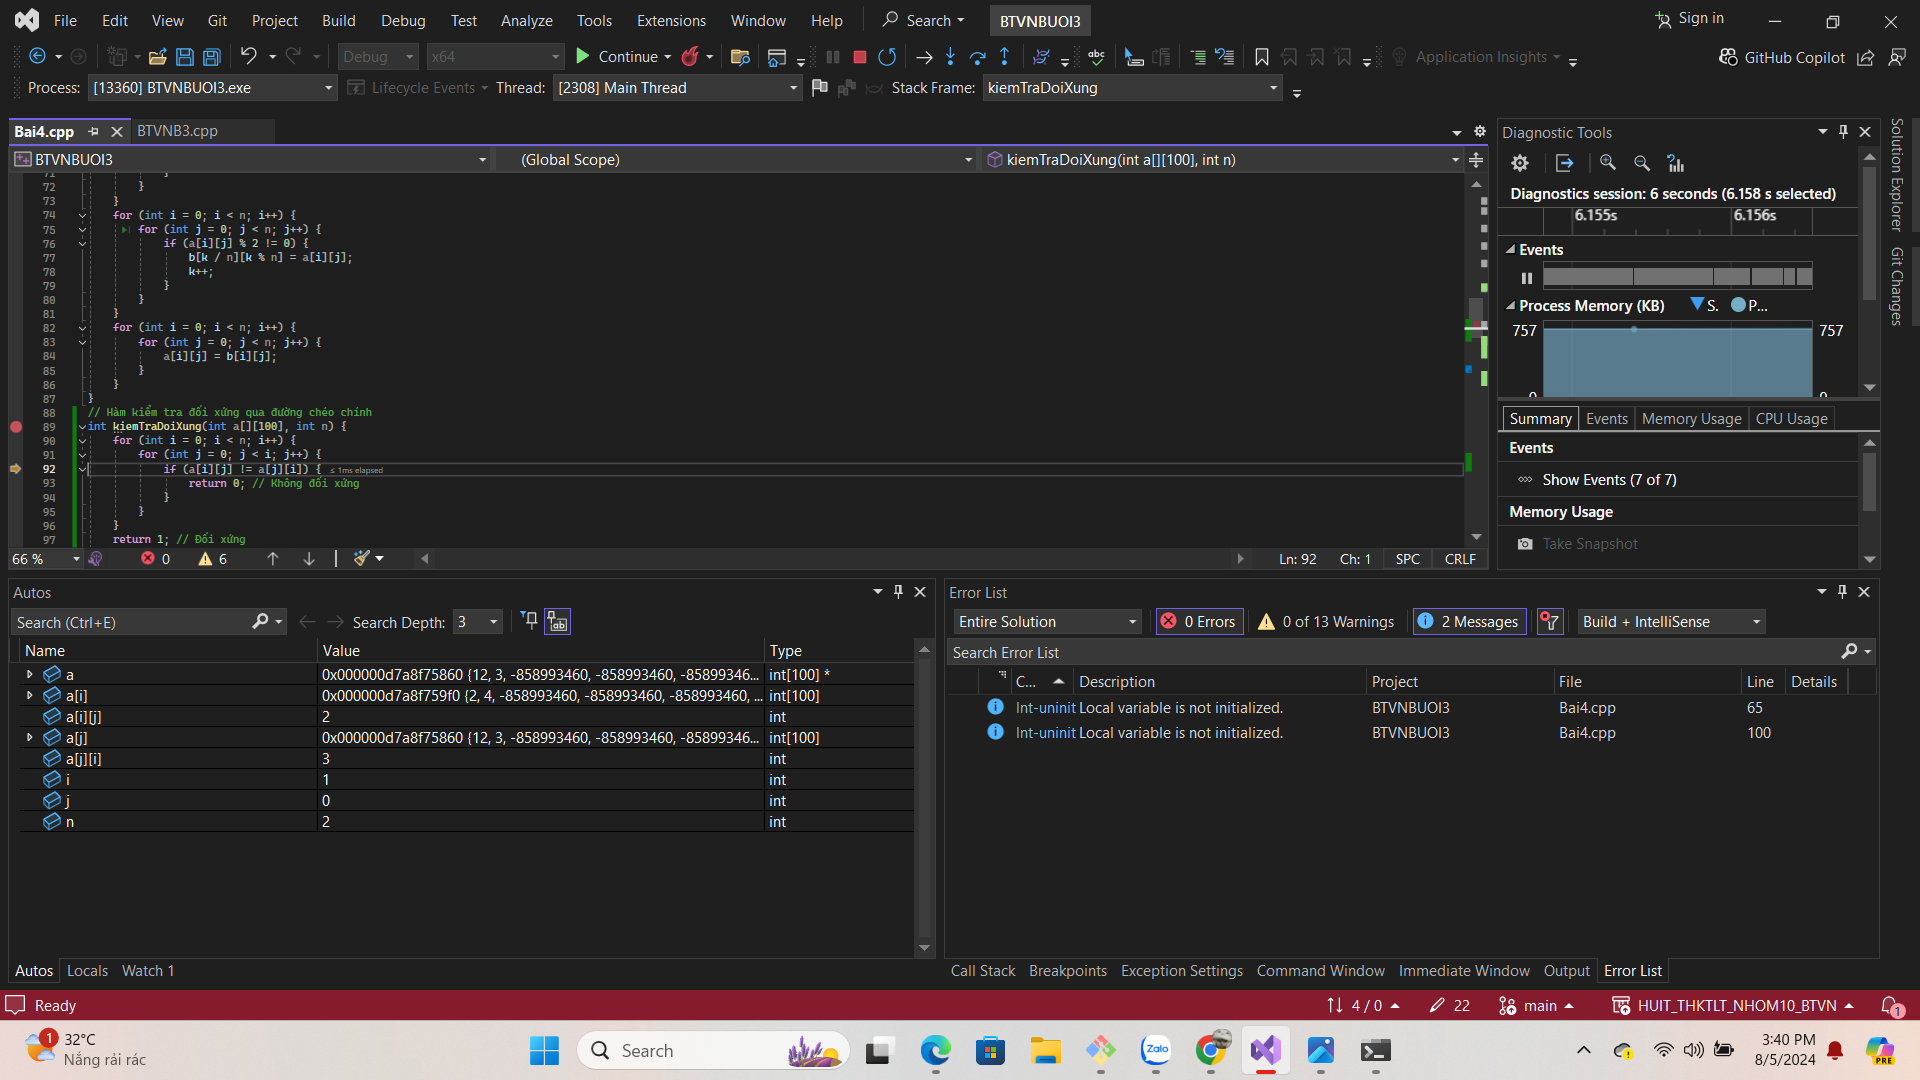 File Edit View Git Project Build Debug Test Analyze Tools Extensions Window Help Search BTVNBUOI3 Sign in
Debug x64 Continue Application Insights GitHub Copilot
Process: [13360] BTVNBUOI3.exe Lifecycle Events Thread: [2308] Main Thread Stack Frame: kiemTraDoiXung
Bai4.cpp BTVNB3.cpp
BTVNBUOI3 (Global Scope) kiemTraDoiXung(int a[][100], int n)
71 }
72 }
73 }
74 for (int i = 0; i < n; i++) {
75 for (int j = 0; j < n; j++) {
76 if (a[i][j] % 2 != 0) {
77 b[k / n][k % n] = a[i][j];
78 k++;
79 }
80 }
81 }
82 for (int i = 0; i < n; i++) {
83 for (int j = 0; j < n; j++) {
84 a[i][j] = b[i][j];
85 }
86 }
87 }
88 // Hàm kiểm tra đối xứng qua đường chéo chính
89 int kiemTraDoiXung(int a[][100], int n) {
90 for (int i = 0; i < n; i++) {
91 for (int j = 0; j < i; j++) {
92 if (a[i][j] != a[j][i]) { ≤ 1ms elapsed
93 return 0; // Không đối xứng
94 }
95 }
96 }
97 return 1; // Đối xứng
66 % 0 6 Ln: 92 Ch: 1 SPC CRLF
Diagnostic Tools
Diagnostics session: 6 seconds (6.158 s selected)
6.155s 6.156s
Events
Process Memory (KB) S. P...
757 757
0 0
Summary Events Memory Usage CPU Usage
Events
Show Events (7 of 7)
Memory Usage
Take Snapshot
Solution Explorer
Git Changes
Autos
Search (Ctrl+E) Search Depth: 3
Name Value Type
a 0x000000d7a8f75860 {12, 3, -858993460, -858993460, -85899346... int[100] *
a[i] 0x000000d7a8f759f0 {2, 4, -858993460, -858993460, -858993460, ... int[100]
a[i][j] 2 int
a[j] 0x000000d7a8f75860 {12, 3, -858993460, -858993460, -85899346... int[100]
a[j][i] 3 int
i 1 int
j 0 int
n 2 int
Autos Locals Watch 1
Error List
Entire Solution 0 Errors 0 of 13 Warnings 2 Messages Build + IntelliSense
Search Error List
C... Description Project File Line Details
Int-uninit Local variable is not initialized. BTVNBUOI3 Bai4.cpp 65
Int-uninit Local variable is not initialized. BTVNBUOI3 Bai4.cpp 100
Call Stack Breakpoints Exception Settings Command Window Immediate Window Output Error List
Ready 4 / 0 22 main HUIT_THKTLT_NHOM10_BTVN 1
1 32°C
Nắng rải rác
Search Zalo PRE
3:40 PM
8/5/2024